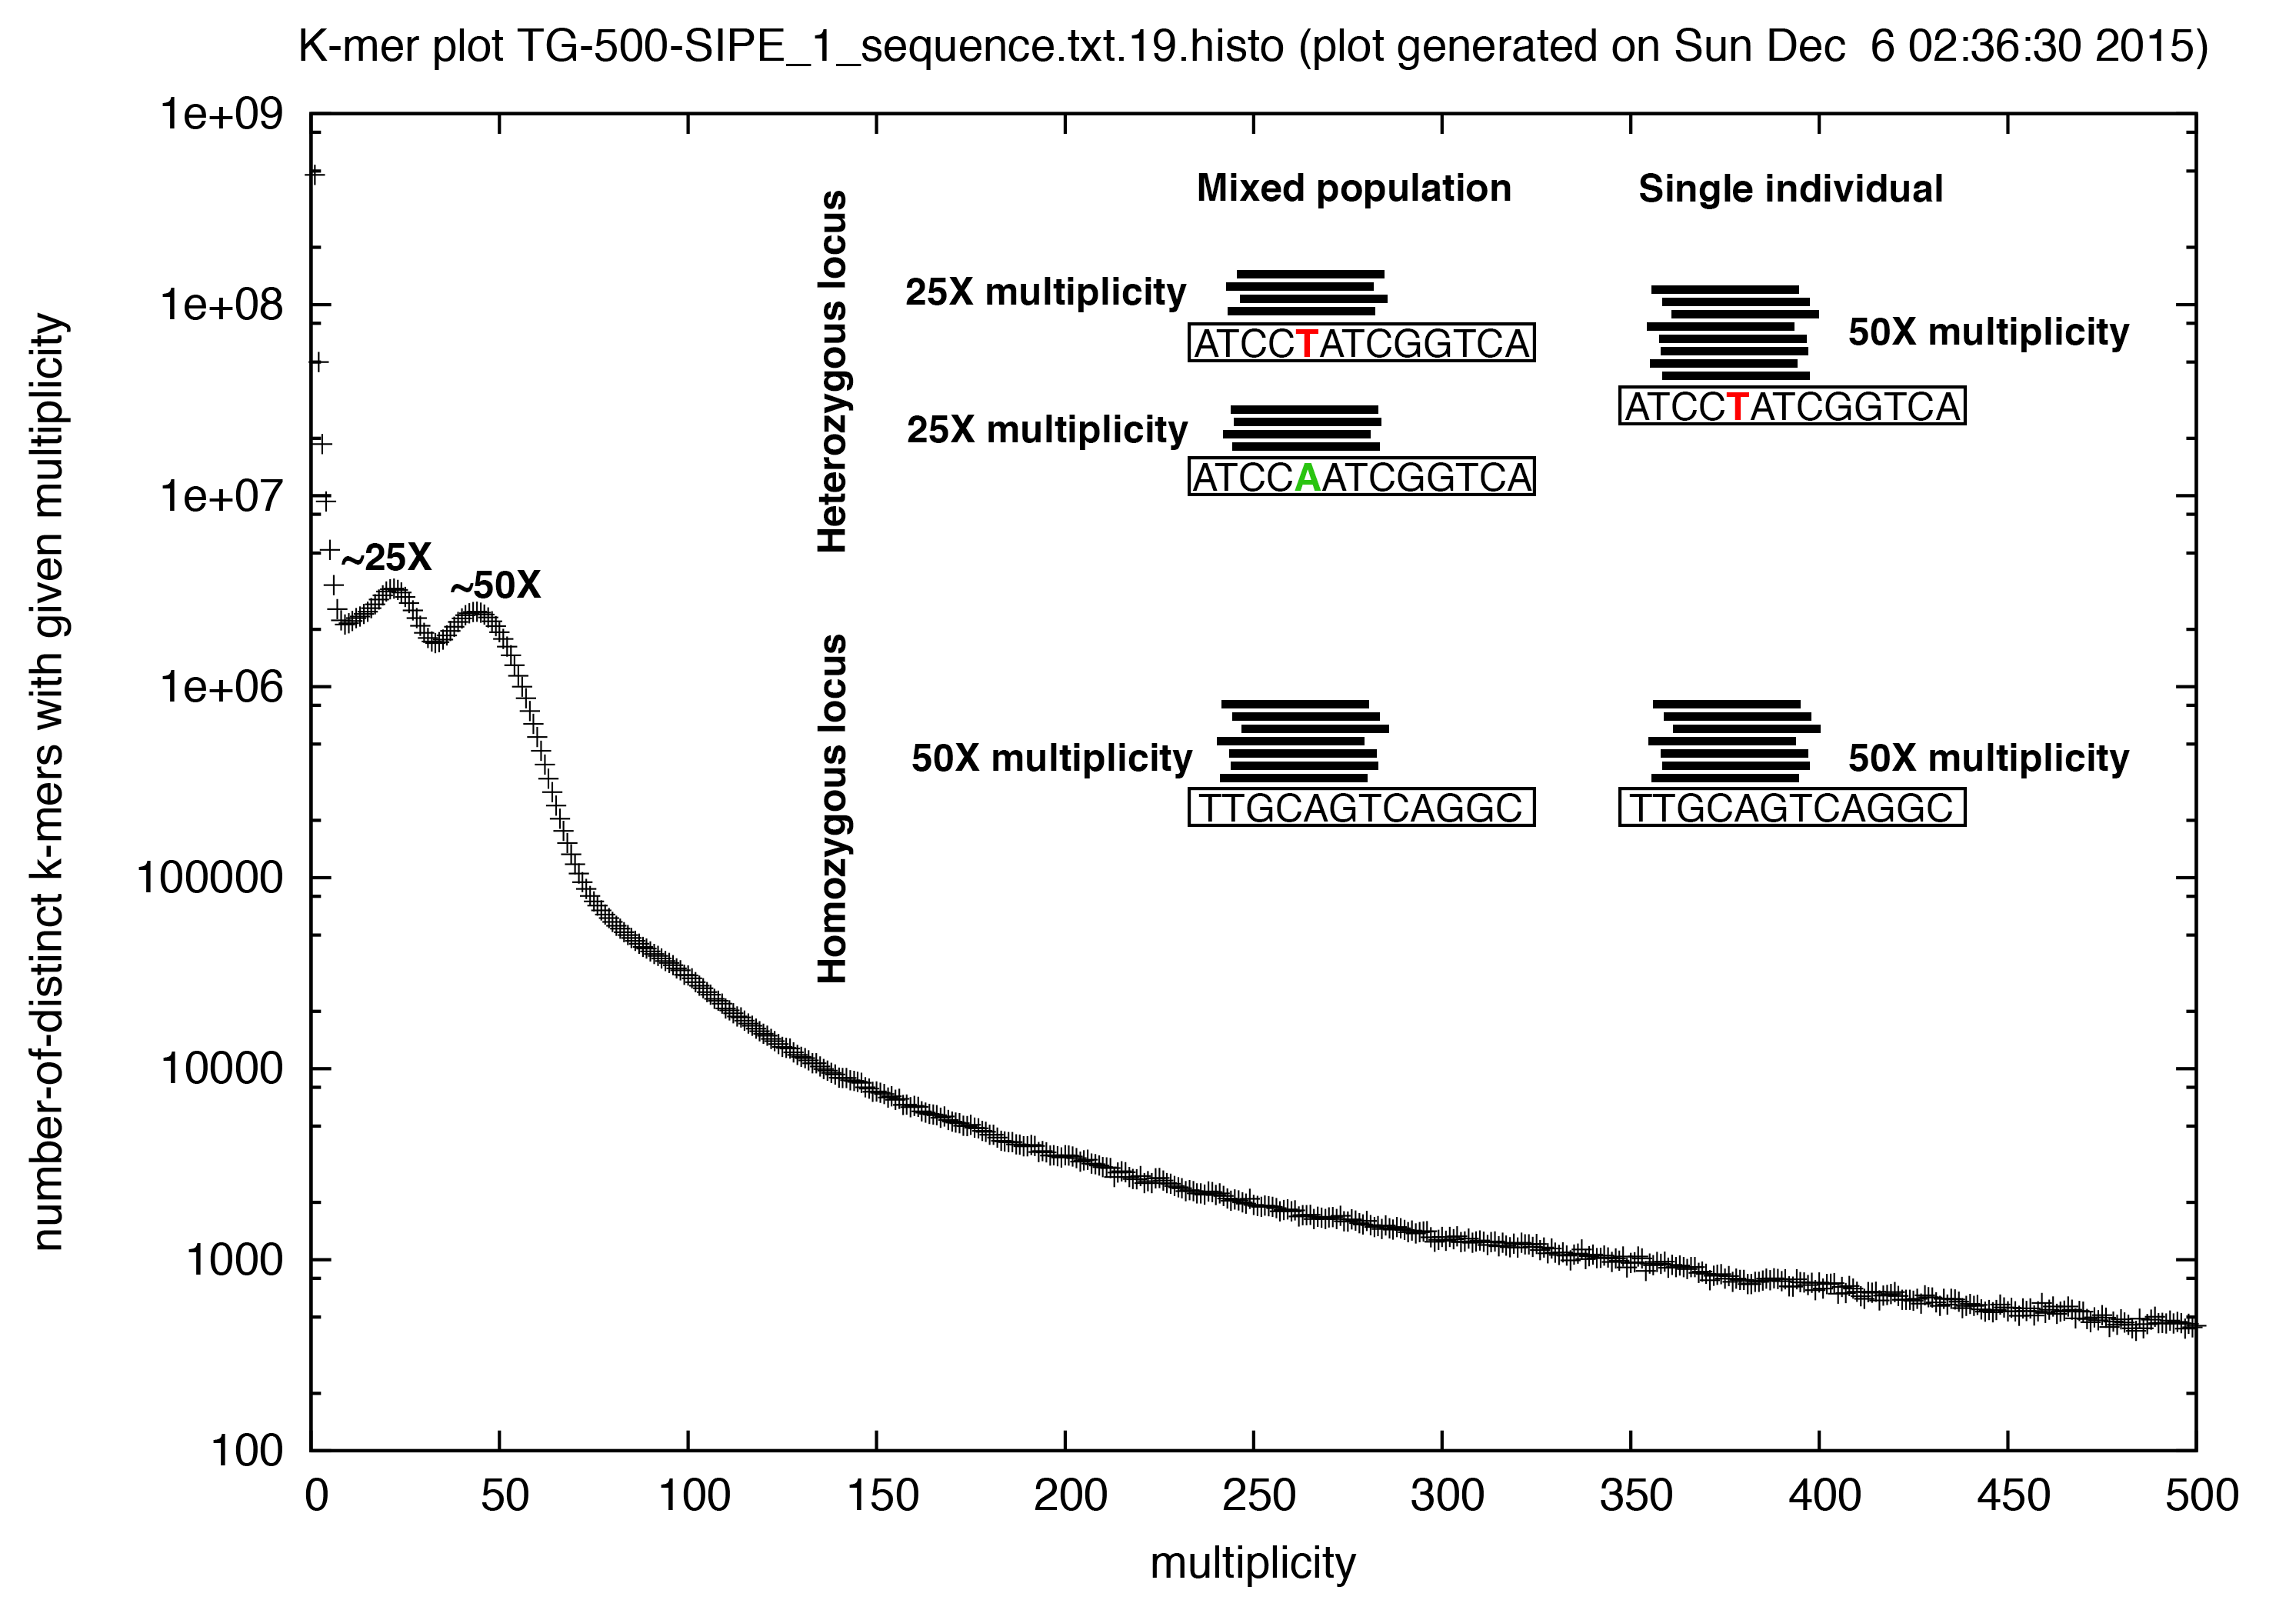 K-mer plot TG-500-SIPE_1_sequence.txt.19.histo (plot generated on Sun Dec  6 02:36:30 2015)
number-of-distinct k-mers with given multiplicity
1e+09
1e+08
1e+07
1e+06
100000
10000
1000
100
~25X
~50X
Heterozygous locus
Homozygous locus
Mixed population
Single individual
25X multiplicity
ATCCTATCGGTCA
25X multiplicity
ATCCAATCGGTCA
50X multiplicity
ATCCTATCGGTCA
50X multiplicity
TTGCAGTCAGGC
50X multiplicity
TTGCAGTCAGGC
0 50 100 150 200 250 300 350 400 450 500
multiplicity